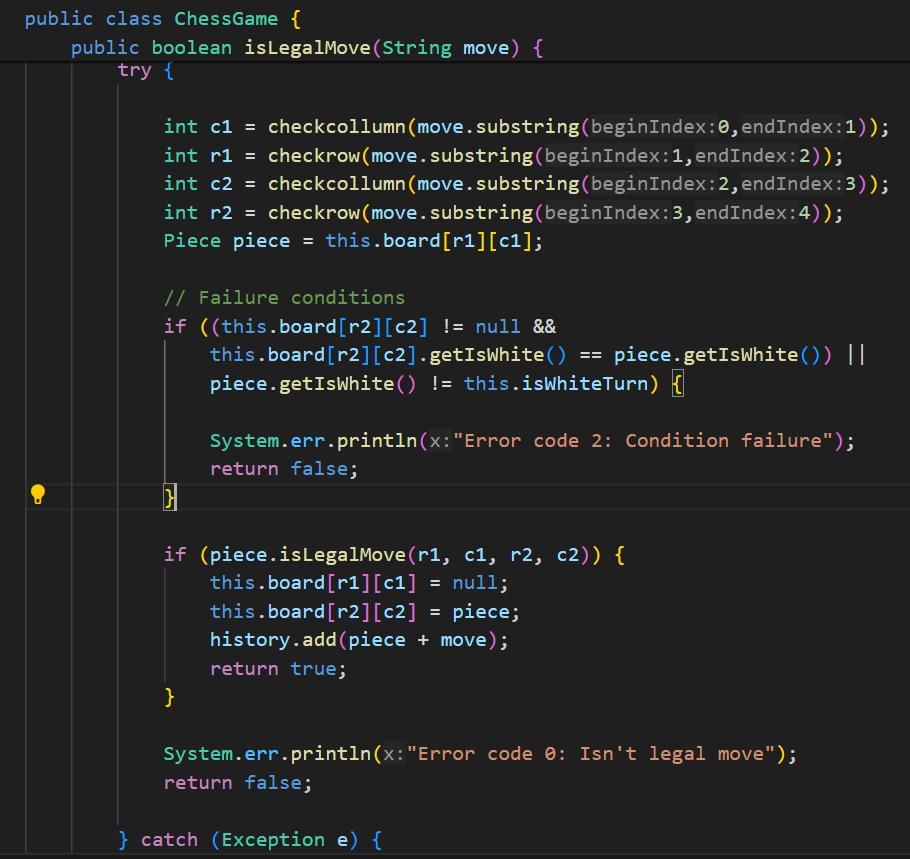 public class ChessGame {
public boolean isLegalMove(String move) {
try {
int c1 = checkcollumn(move.substring(beginIndex:0,endIndex:1));
int r1 = checkrow(move.substring(beginIndex:1,endIndex:2));
int c2 = checkcollumn(move.substring(beginIndex:2,endIndex:3));
int r2 = checkrow(move.substring(beginIndex:3,endIndex:4));
Piece piece = this.board[r1][c1];
// Failure conditions
if ((this.board[r2][c2] != null &&
this.board[r2][c2].getIsWhite() == piece.getIsWhite()) ||
piece.getIsWhite() != this.isWhiteTurn) {
System.err.println(x:"Error code 2: Condition failure");
return false;
}
if (piece.isLegalMove(r1, c1, r2, c2)) {
this.board[r1][c1] = null;
this.board[r2][c2] = piece;
history.add(piece + move);
return true;
}
System.err.println(x:"Error code 0: Isn't legal move");
return false;
} catch (Exception e) {